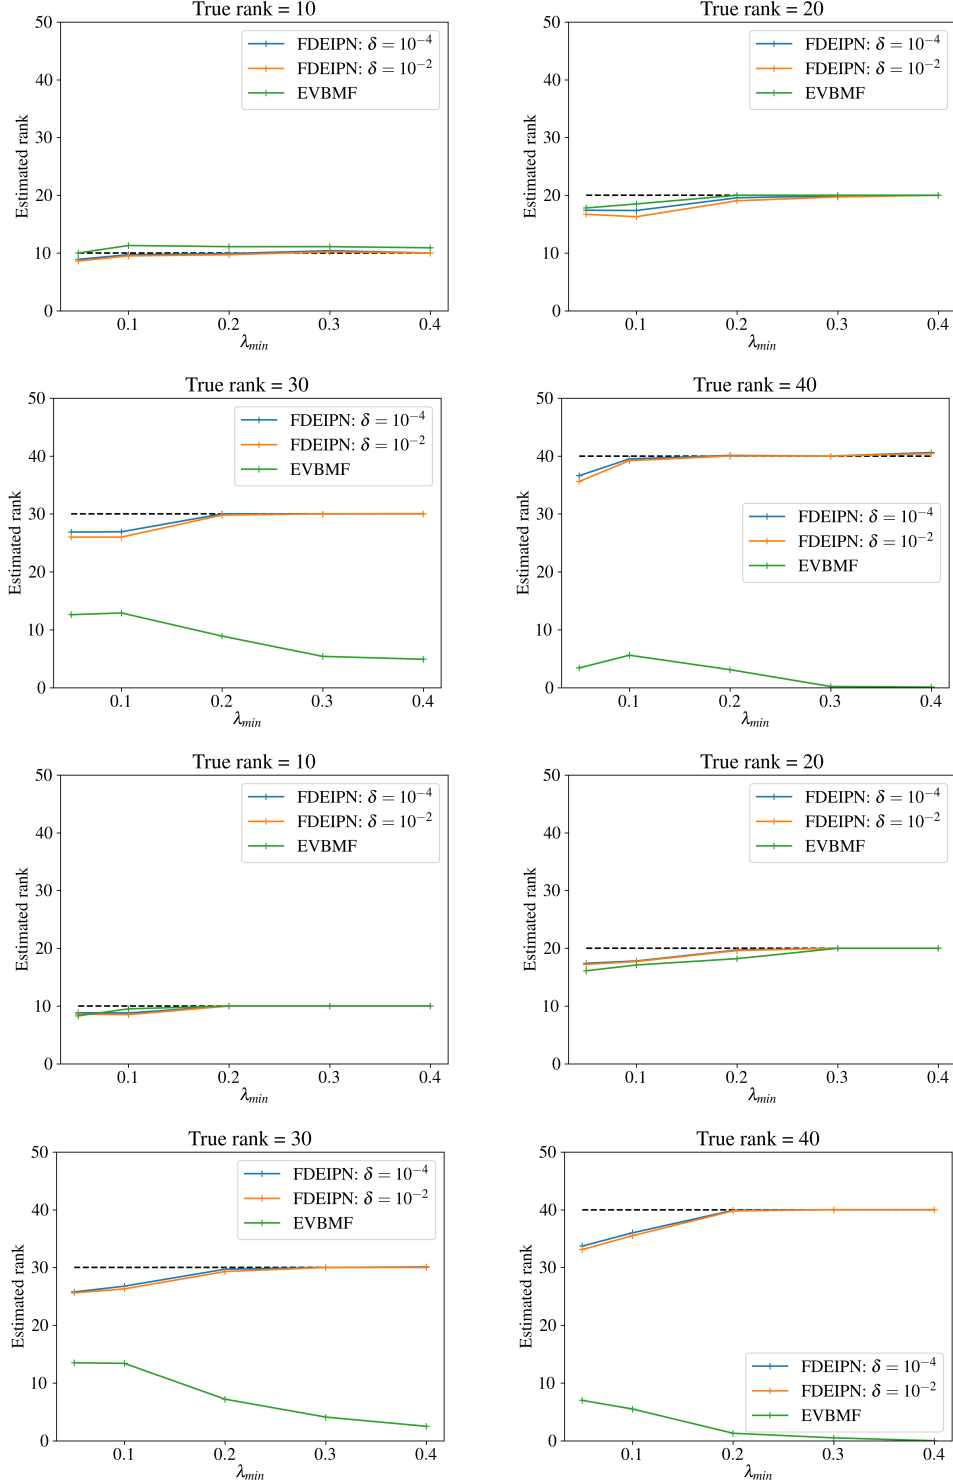 True rank = 10
50
40
30
20
10
0
Estimated rank
FDEIPN: δ = 10⁻⁴
FDEIPN: δ = 10⁻²
EVBMF
0.1 0.2 0.3 0.4
λmin
True rank = 20
50
40
30
20
10
0
Estimated rank
FDEIPN: δ = 10⁻⁴
FDEIPN: δ = 10⁻²
EVBMF
0.1 0.2 0.3 0.4
λmin
True rank = 30
50
40
30
20
10
0
Estimated rank
FDEIPN: δ = 10⁻⁴
FDEIPN: δ = 10⁻²
EVBMF
0.1 0.2 0.3 0.4
λmin
True rank = 40
50
40
30
20
10
0
Estimated rank
FDEIPN: δ = 10⁻⁴
FDEIPN: δ = 10⁻²
EVBMF
0.1 0.2 0.3 0.4
λmin
True rank = 10
50
40
30
20
10
0
Estimated rank
FDEIPN: δ = 10⁻⁴
FDEIPN: δ = 10⁻²
EVBMF
0.1 0.2 0.3 0.4
λmin
True rank = 20
50
40
30
20
10
0
Estimated rank
FDEIPN: δ = 10⁻⁴
FDEIPN: δ = 10⁻²
EVBMF
0.1 0.2 0.3 0.4
λmin
True rank = 30
50
40
30
20
10
0
Estimated rank
FDEIPN: δ = 10⁻⁴
FDEIPN: δ = 10⁻²
EVBMF
0.1 0.2 0.3 0.4
λmin
True rank = 40
50
40
30
20
10
0
Estimated rank
FDEIPN: δ = 10⁻⁴
FDEIPN: δ = 10⁻²
EVBMF
0.1 0.2 0.3 0.4
λmin